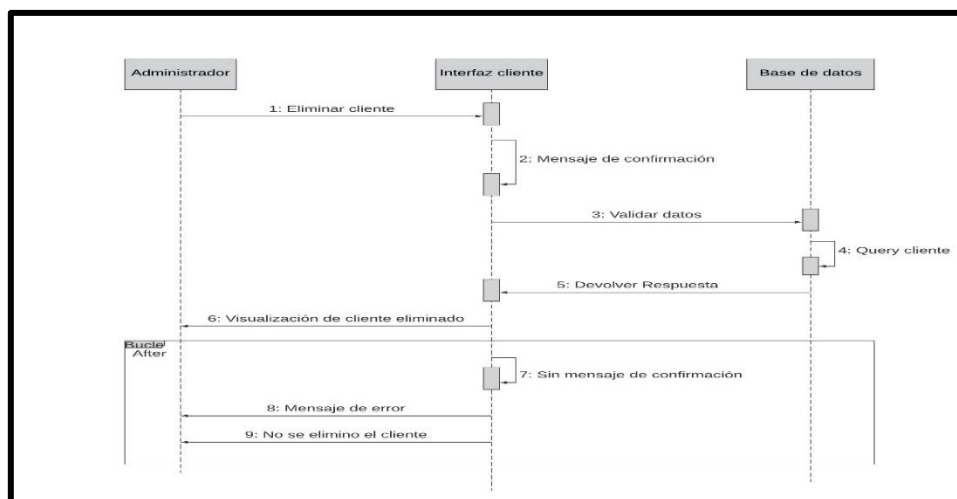 Administrador
Interfaz cliente
Base de datos
1: Eliminar cliente
2: Mensaje de confirmación
3: Validar datos
4: Query cliente
5: Devolver Respuesta
6: Visualización de cliente eliminado
Bucle
After
7: Sin mensaje de confirmación
8: Mensaje de error
9: No se elimino el cliente